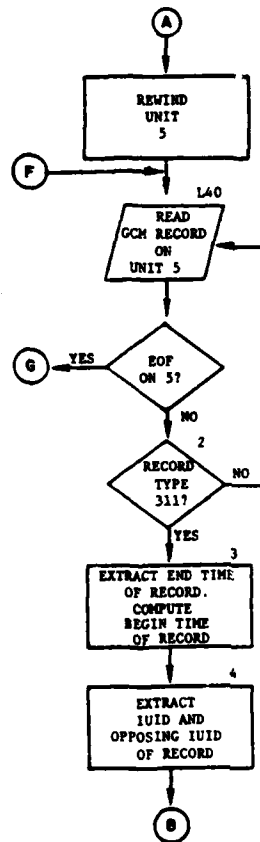 A
REWIND
UNIT
5
F
L40
READ
GCM RECORD
ON
UNIT 5
YES
EOF
ON 5?
G
NO
2
RECORD
TYPE
311?
NO
YES
3
EXTRACT END TIME
OF RECORD.
COMPUTE
BEGIN TIME
OF RECORD
4
EXTRACT
IUID AND
OPPOSING IUID
OF RECORD
B